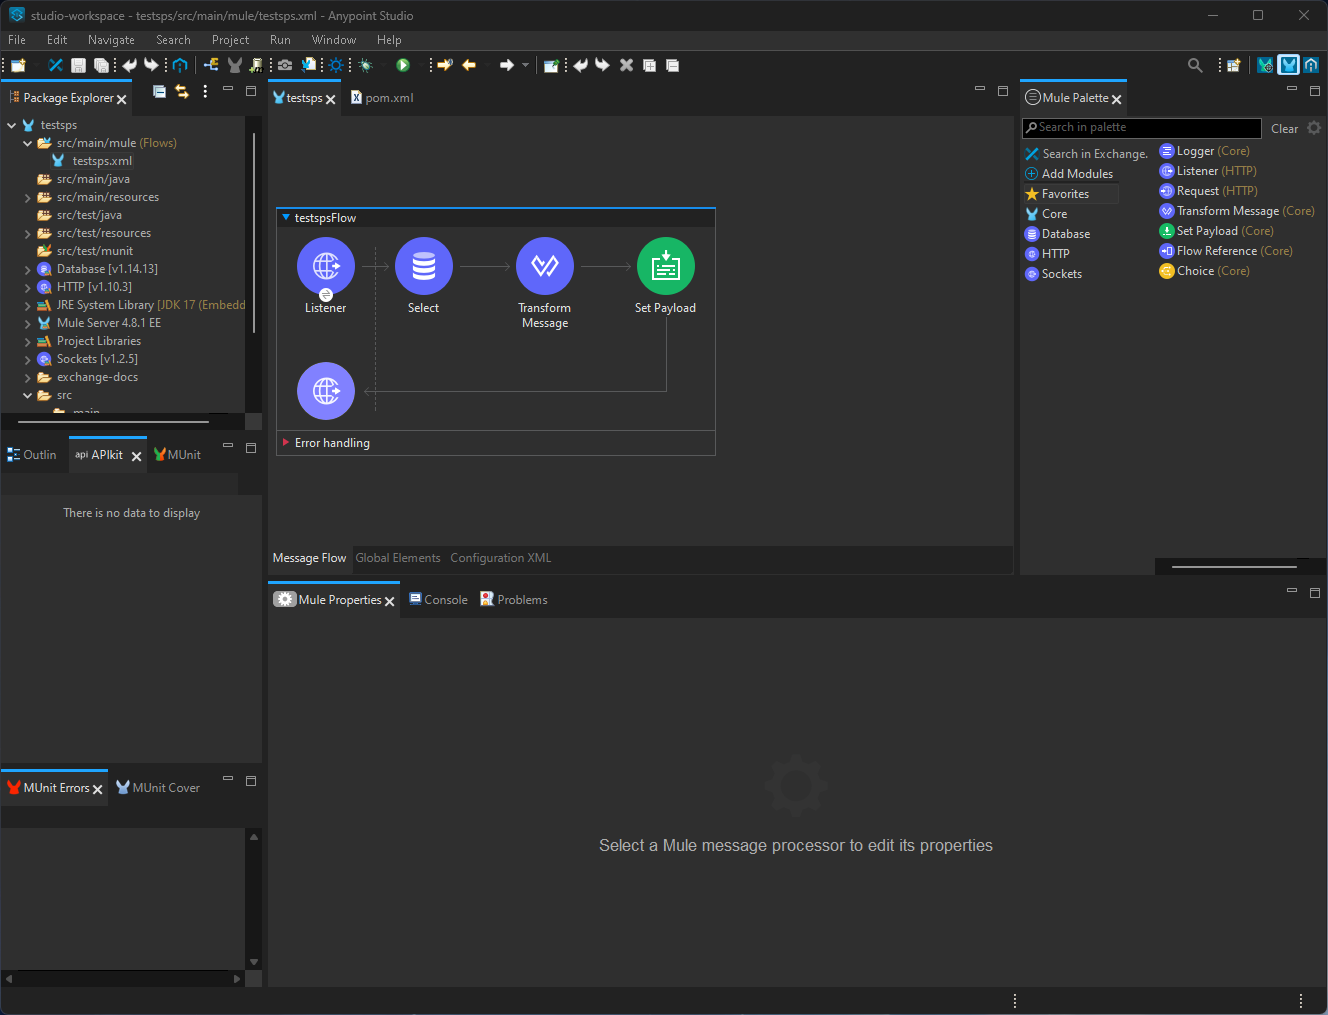 studio-workspace - testsps/src/main/mule/testsps.xml - Anypoint Studio
File Edit Navigate Search Project Run Window Help
Package Explorer
testsps
src/main/mule (Flows)
testsps.xml
src/main/java
src/main/resources
src/test/java
src/test/resources
src/test/munit
Database [v1.14.13]
HTTP [v1.10.3]
JRE System Library [JDK 17 (Embedd
Mule Server 4.8.1 EE
Project Libraries
Sockets [v1.2.5]
exchange-docs
src
main
Outlin
api APIkit
MUnit
There is no data to display
MUnit Errors
MUnit Cover
testsps
pom.xml
testspsFlow
Listener
Select
Transform
Message
Set Payload
Error handling
Message Flow Global Elements Configuration XML
Mule Properties
Console
Problems
Select a Mule message processor to edit its properties
Mule Palette
Search in palette
Clear
Search in Exchange.
Add Modules
Favorites
Core
Database
HTTP
Sockets
Logger (Core)
Listener (HTTP)
Request (HTTP)
Transform Message (Core)
Set Payload (Core)
Flow Reference (Core)
Choice (Core)